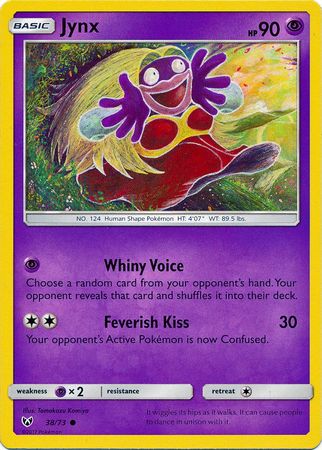 BASIC
Jynx
HP 90
NO. 124 Human Shape Pokémon HT: 4'07" WT: 89.5 lbs.
Whiny Voice
Choose a random card from your opponent's hand. Your
opponent reveals that card and shuffles it into their deck.
Feverish Kiss 30
Your opponent's Active Pokémon is now Confused.
weakness × 2 resistance retreat
Illus. Tomokazu Komiya
38/73
©2017 Pokémon
It wiggles its hips as it walks. It can cause people
to dance in unison with it.